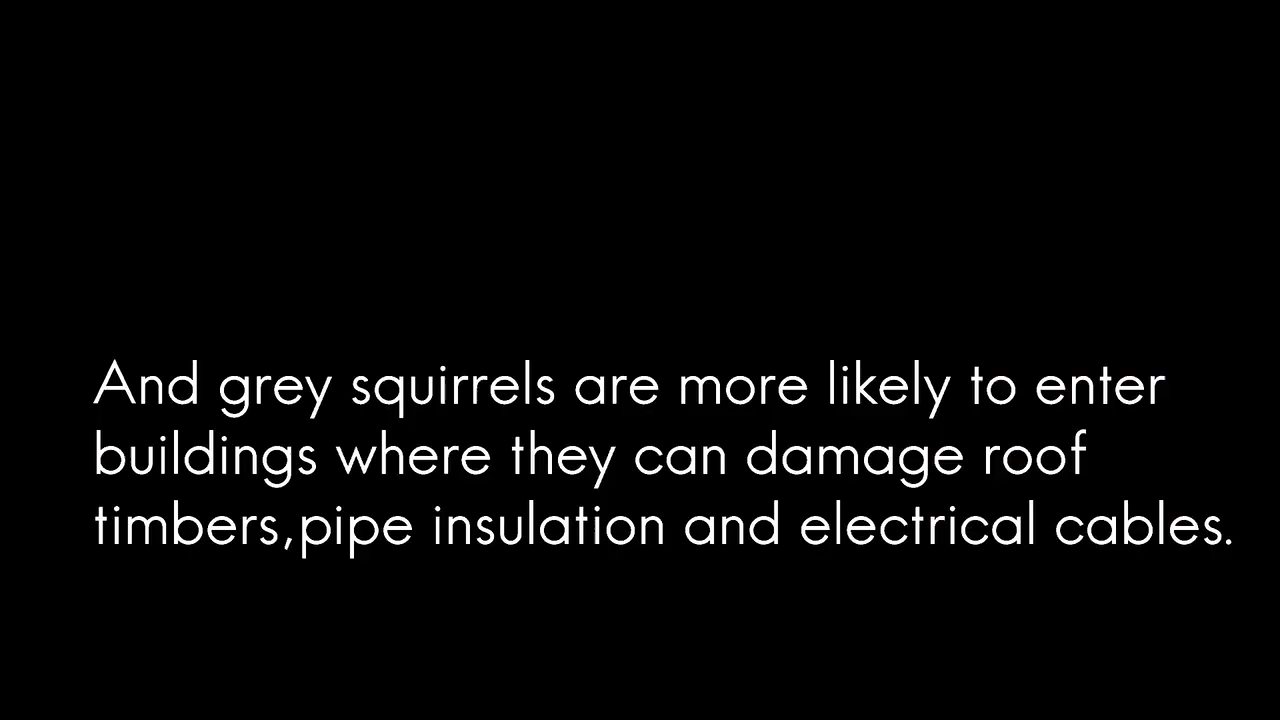 And grey squirrels are more likely to enter
buildings where they can damage roof
timbers,pipe insulation and electrical cables.